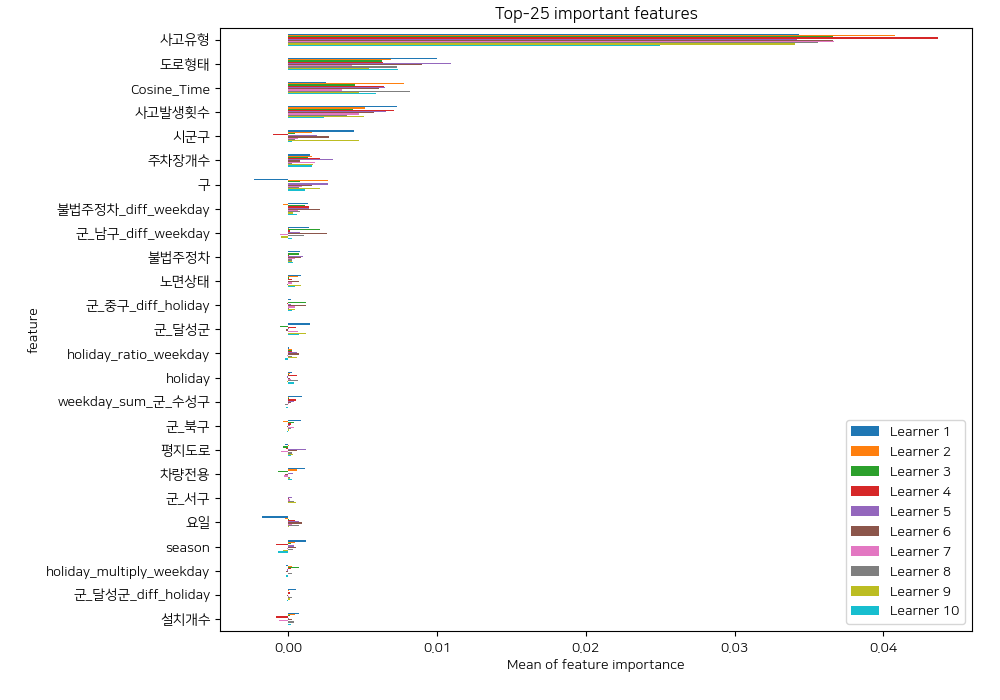 Top-25 important features
사고유형
도로형태
Cosine_Time
사고발생횟수
시군구
주차장개수
구
불법주정차_diff_weekday
군_남구_diff_weekday
불법주정차
노면상태
군_중구_diff_holiday
군_달성군
holiday_ratio_weekday
holiday
weekday_sum_군_수성구
군_북구
평지도로
차량전용
군_서구
요일
season
holiday_multiply_weekday
군_달성군_diff_holiday
설치개수
feature
0.00 0.01 0.02 0.03 0.04
Mean of feature importance
Learner 1
Learner 2
Learner 3
Learner 4
Learner 5
Learner 6
Learner 7
Learner 8
Learner 9
Learner 10